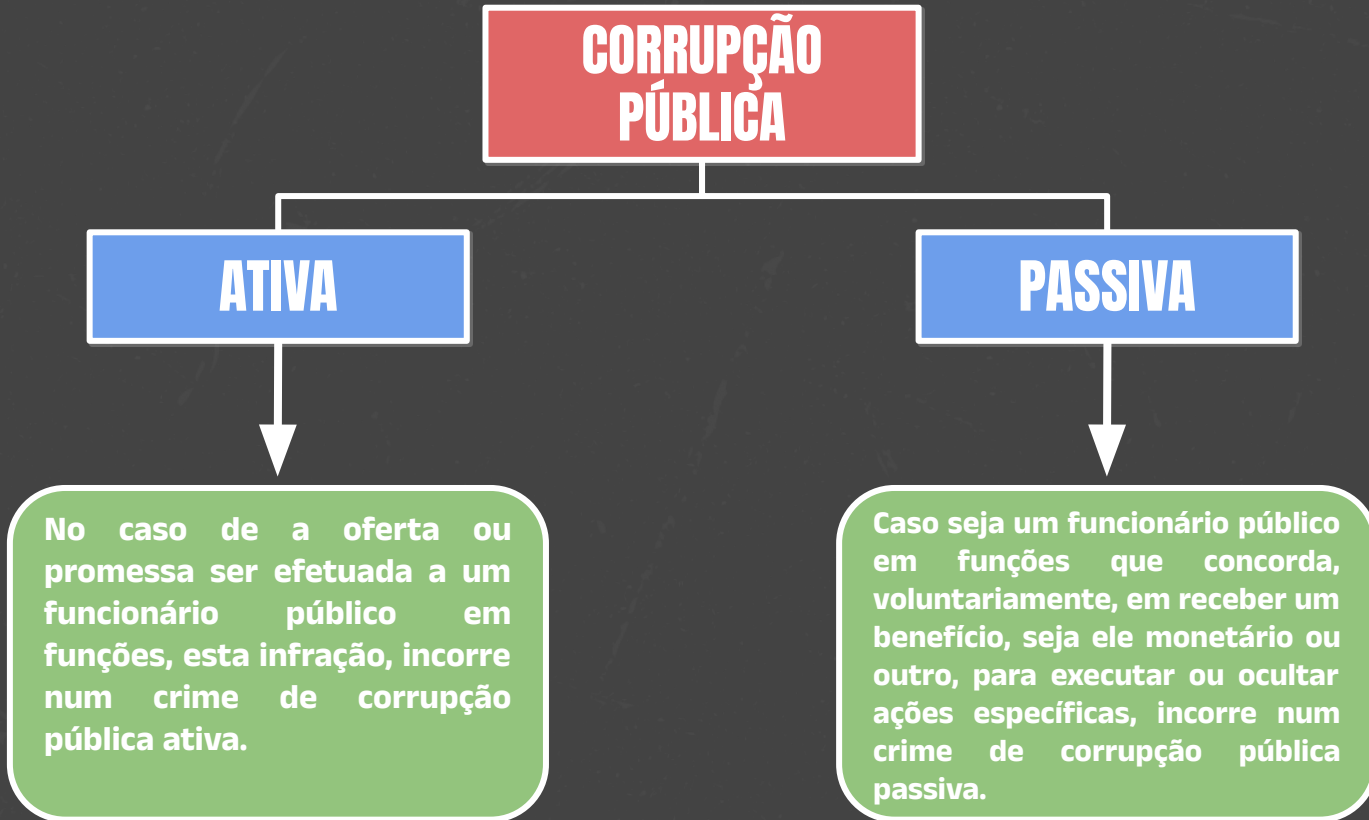 CORRUPÇÃO
PÚBLICA
ATIVA
PASSIVA
No caso de a oferta ou
promessa ser efetuada a um
funcionário público em
funções, esta infração, incorre
num crime de corrupção
pública ativa.
Caso seja um funcionário público
em funções que concorda,
voluntariamente, em receber um
benefício, seja ele monetário ou
outro, para executar ou ocultar
ações específicas, incorre num
crime de corrupção pública
passiva.